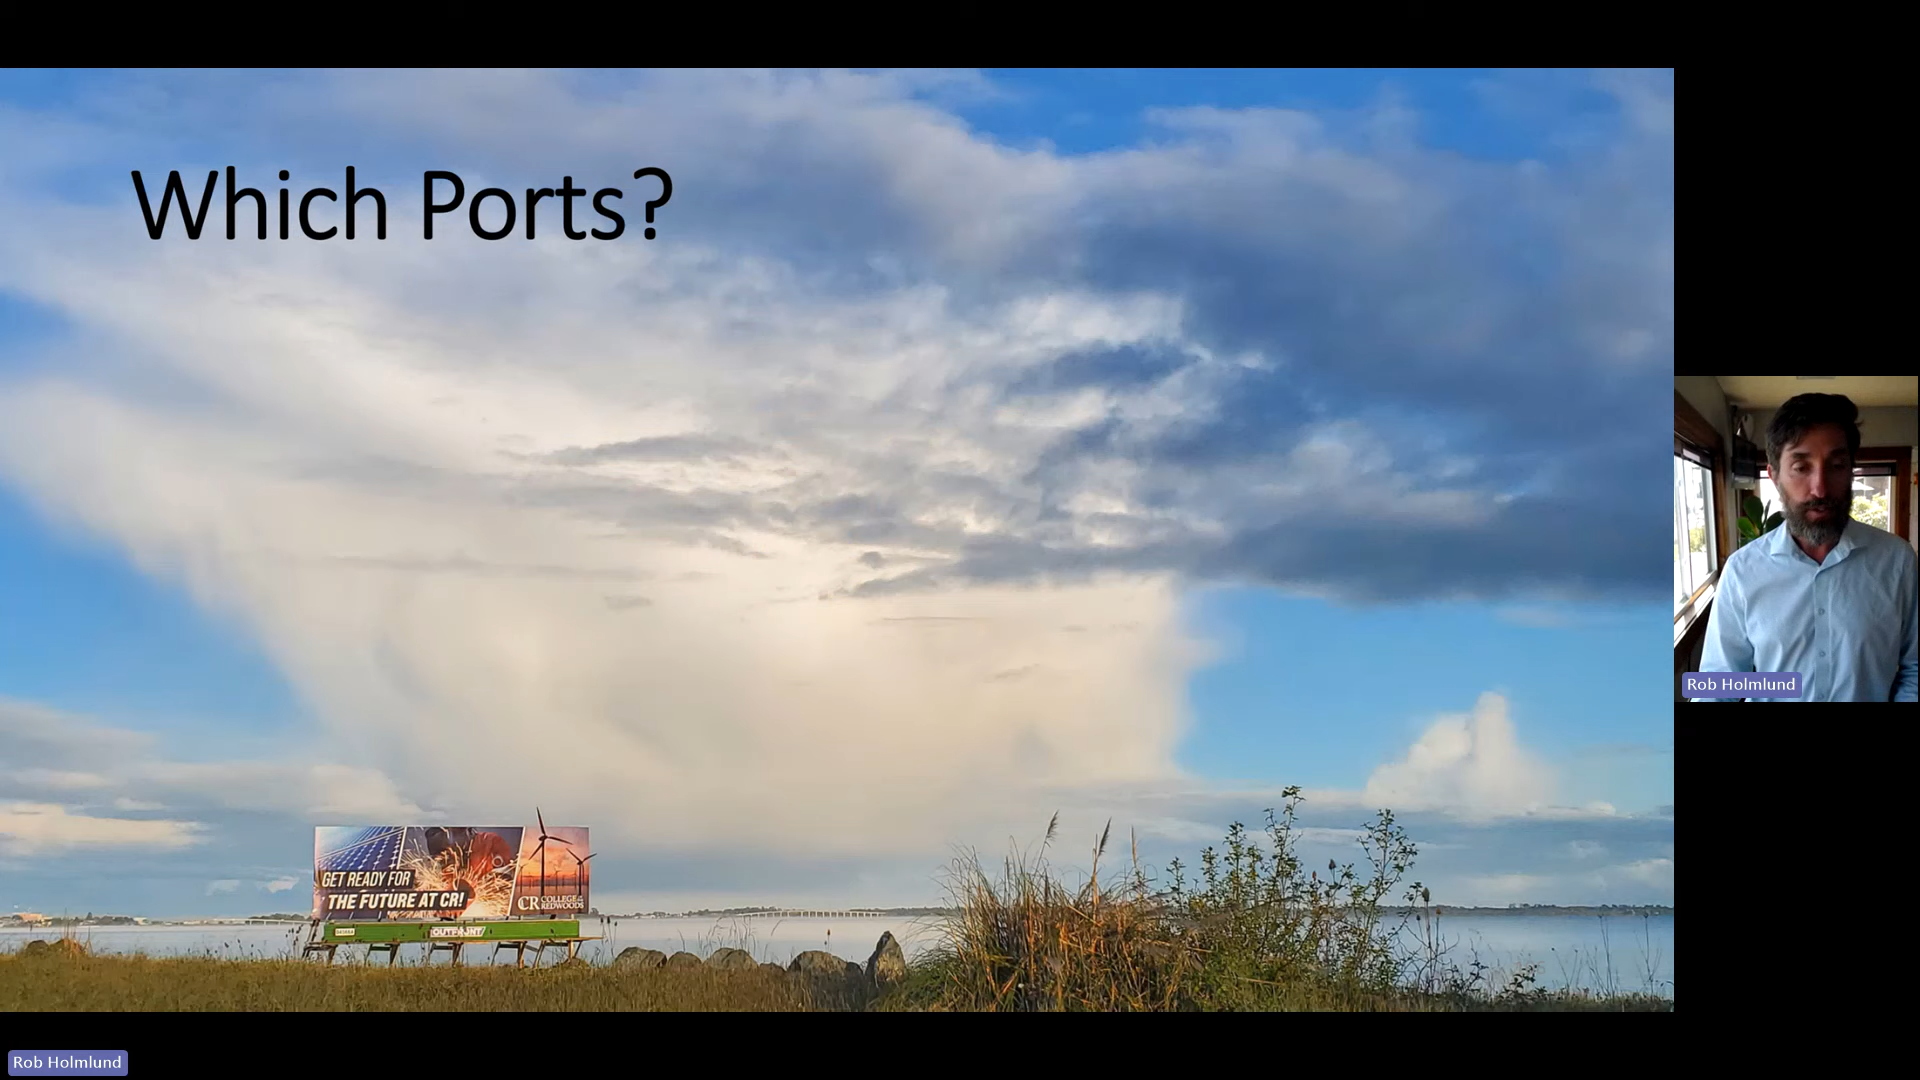 Which Ports?
GET READY FOR
THE FUTURE AT CR!
CR COLLEGE of the
REDWOODS
OUTFRONT/
Rob Holmlund
Rob Holmlund